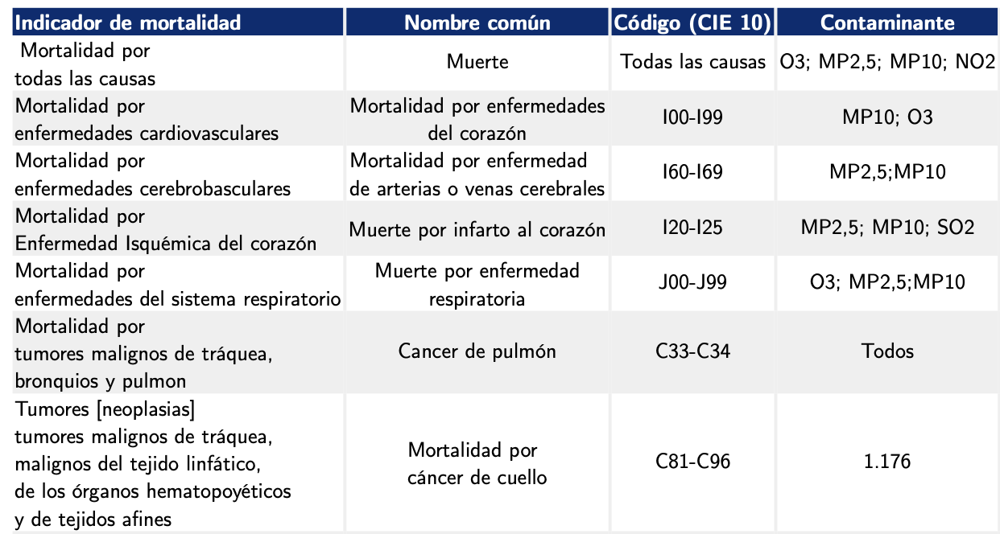 Indicador de mortalidad Nombre común Código (CIE 10) Contaminante
Mortalidad por
todas las causas
Muerte
Todas las causas
O3; MP2,5; MP10; NO2
Mortalidad por
enfermedades cardiovasculares
Mortalidad por enfermedades
del corazón
I00-I99
MP10; O3
Mortalidad por
enfermedades cerebrobasculares
Mortalidad por enfermedad
de arterias o venas cerebrales
I60-I69
MP2,5;MP10
Mortalidad por
Enfermedad Isquémica del corazón
Muerte por infarto al corazón
I20-I25
MP2,5; MP10; SO2
Mortalidad por
enfermedades del sistema respiratorio
Muerte por enfermedad
respiratoria
J00-J99
O3; MP2,5;MP10
Mortalidad por
tumores malignos de tráquea,
bronquios y pulmon
Cancer de pulmón
C33-C34
Todos
Tumores [neoplasias]
tumores malignos de tráquea,
malignos del tejido linfático,
de los órganos hematopoyéticos
y de tejidos afines
Mortalidad por
cáncer de cuello
C81-C96
1.176